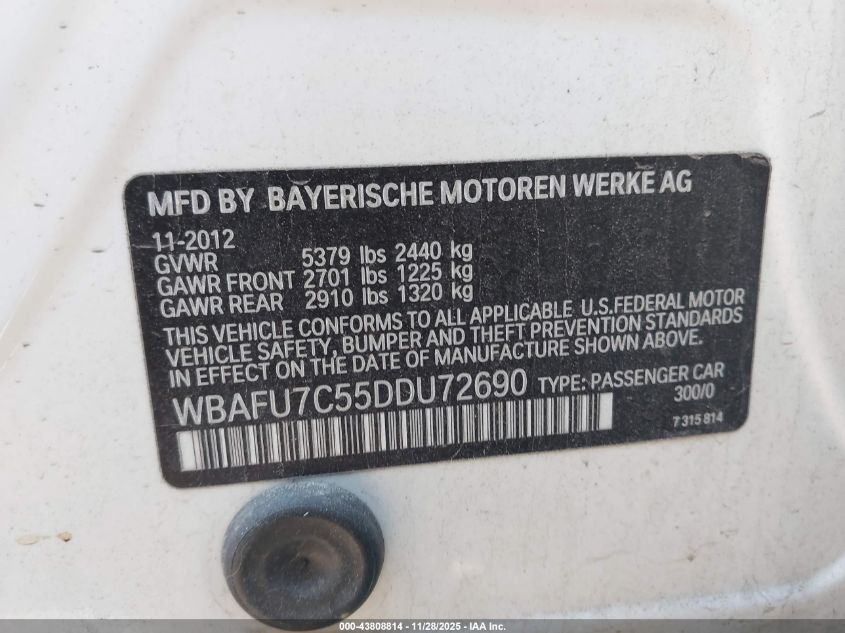 MFD BY BAYERISCHE MOTOREN WERKE AG
11-2012
GVWR 5379 lbs 2440 kg
GAWR FRONT 2701 lbs 1225 kg
GAWR REAR 2910 lbs 1320 kg
THIS VEHICLE CONFORMS TO ALL APPLICABLE U.S.FEDERAL MOTOR
VEHICLE SAFETY, BUMPER AND THEFT PREVENTION STANDARDS
IN EFFECT ON THE DATE OF MANUFACTURE SHOWN ABOVE.
WBAFU7C55DDU72690 TYPE: PASSENGER CAR
300/0
7 315 814
000-43808814 - 11/28/2025 - IAA Inc.